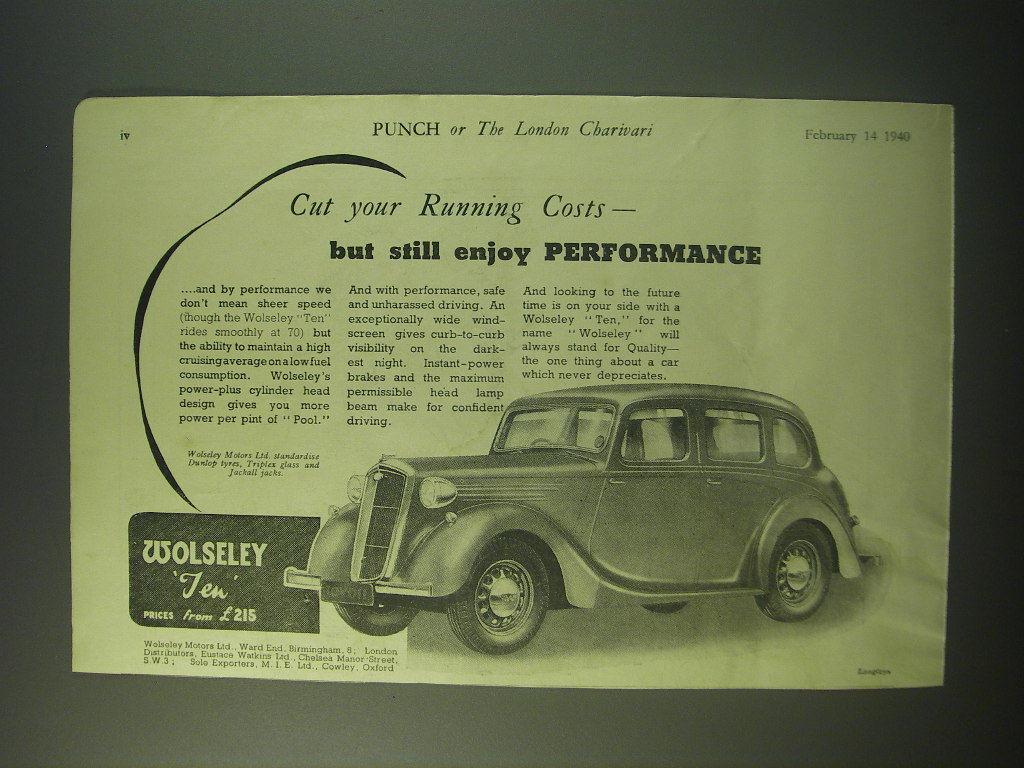 iv
PUNCH or The London Charivari
February 14 1940
Cut your Running Costs —
but still enjoy PERFORMANCE
....and by performance we
don't mean sheer speed
(though the Wolseley "Ten"
rides smoothly at 70) but
the ability to maintain a high
cruising average on a low fuel
consumption. Wolseley's
power-plus cylinder head
design gives you more
power per pint of "Pool."
And with performance, safe
and unharassed driving. An
exceptionally wide wind-
screen gives curb-to-curb
visibility on the dark-
est night. Instant-power
brakes and the maximum
permissible head lamp
beam make for confident
driving.
And looking to the future
time is on your side with a
Wolseley "Ten," for the
name "Wolseley" will
always stand for Quality—
the one thing about a car
which never depreciates.
Wolseley Motors Ltd. standardise
Dunlop tyres, Triplex glass and
Jackall jacks.
WOLSELEY
'Ten'
PRICES from £215
Wolseley Motors Ltd., Ward End, Birmingham, 8; London
Distributors, Eustace Watkins Ltd., Chelsea Manor Street,
S.W.3; Sole Exporters, M.I.E. Ltd., Cowley, Oxford